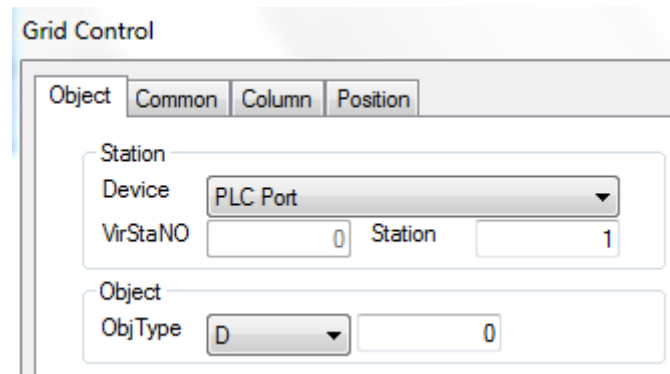 Grid Control
Object Common Column Position
Station
Device PLC Port
VirStaNO 0 Station 1
Object
ObjType D 0